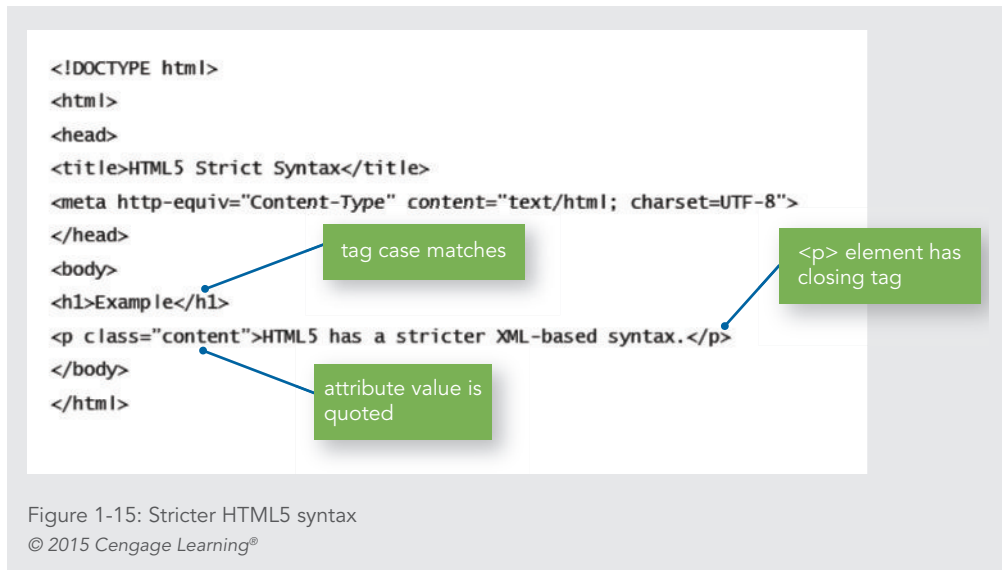 <!DOCTYPE html>
<html>
<head>
<title>HTML5 Strict Syntax</title>
<meta http-equiv="Content-Type" content="text/html; charset=UTF-8">
</head>
tag case matches
<p> element has
closing tag
<body>
<h1>Example</h1>
<p class="content">HTML5 has a stricter XML-based syntax.</p>
</body>
attribute value is
quoted
</html>
Figure 1-15: Stricter HTML5 syntax
© 2015 Cengage Learning®